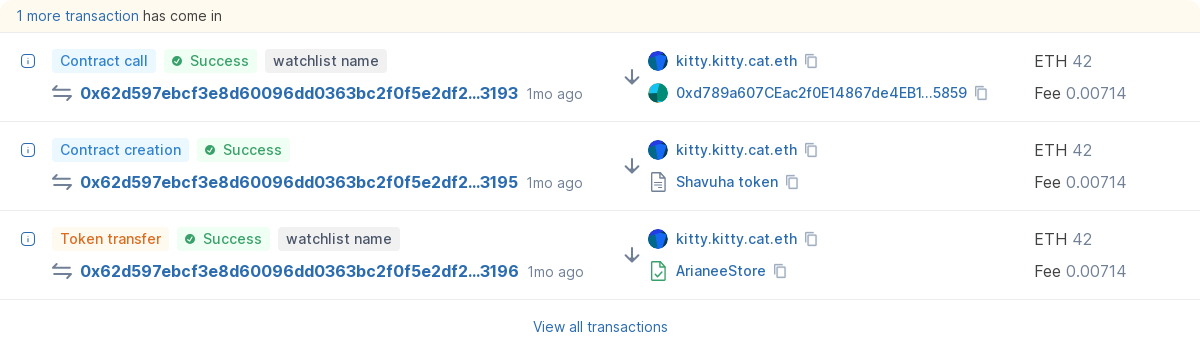 1 more transaction has come in
Contract call Success watchlist name
0x62d597ebcf3e8d60096dd0363bc2f0f5e2df2...3193 1mo ago
kitty.kitty.cat.eth
0xd789a607CEac2f0E14867de4EB1...5859
ETH 42
Fee 0.00714
Contract creation Success
0x62d597ebcf3e8d60096dd0363bc2f0f5e2df2...3195 1mo ago
kitty.kitty.cat.eth
Shavuha token
ETH 42
Fee 0.00714
Token transfer Success watchlist name
0x62d597ebcf3e8d60096dd0363bc2f0f5e2df2...3196 1mo ago
kitty.kitty.cat.eth
ArianeeStore
ETH 42
Fee 0.00714
View all transactions